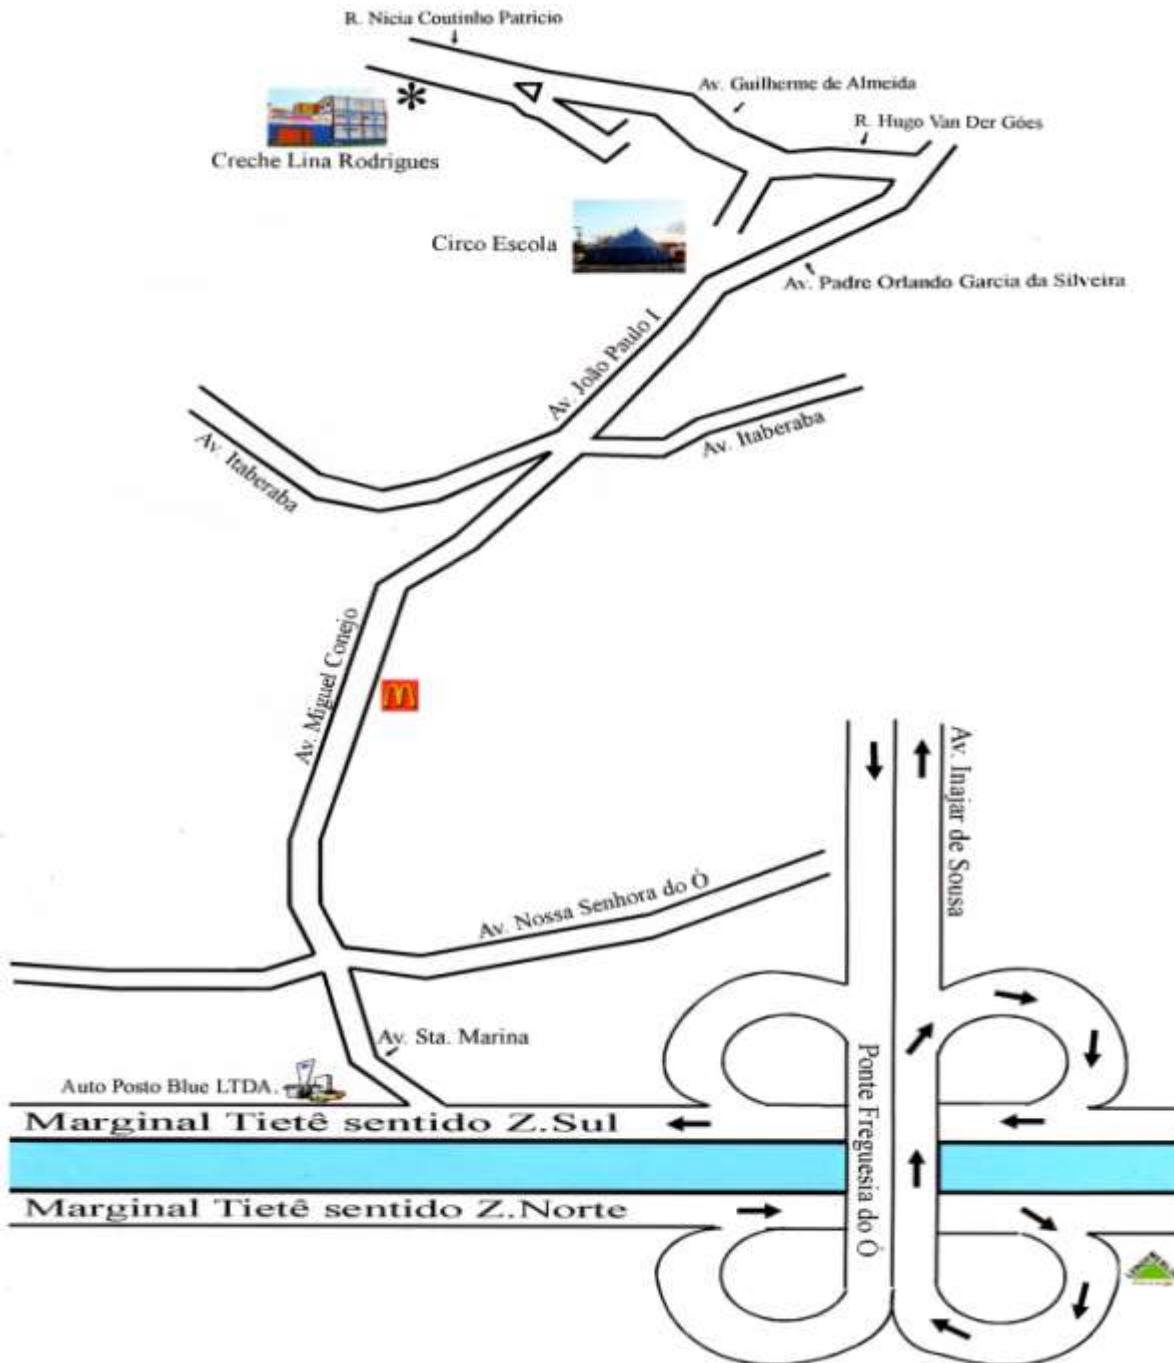 R. Nicia Coutinho Patricio
Av. Guilherme de Almeida
R. Hugo Van Der Góes
Creche Lina Rodrigues
Circo Escola
Av. Padre Orlando Garcia da Silveira
Av. João Paulo I
Av. Itaberaba
Av. Itaberaba
Av. Miguel Conejo
Av. Inajar de Sousa
Av. Nossa Senhora do Ó
Av. Sta. Marina
Ponte Freguesia do Ó
Auto Posto Blue LTDA.
Marginal Tietê sentido Z.Sul
Marginal Tietê sentido Z.Norte